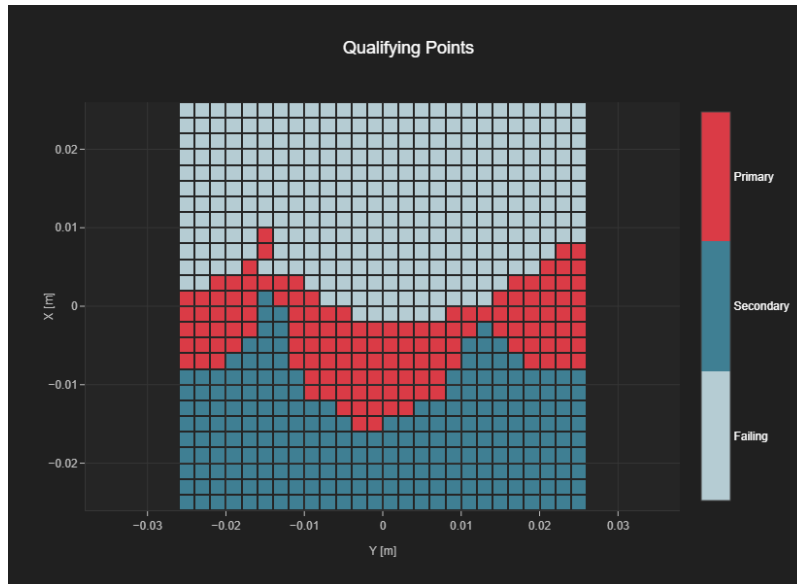 Qualifying Points
0.02
0.01
0
−0.01
−0.02
X [m]
−0.03
−0.02
−0.01
0
0.01
0.02
0.03
Y [m]
Primary
Secondary
Failing